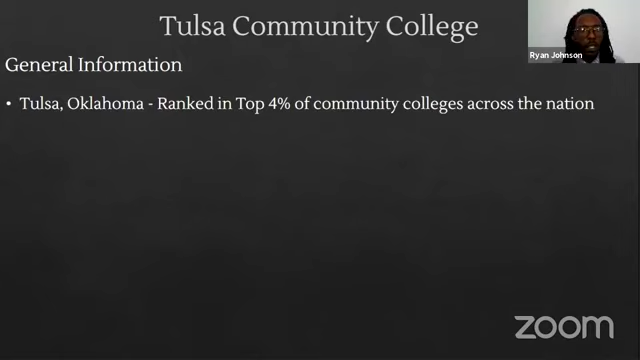 Tulsa Community College
Ryan Johnson
General Information
• Tulsa, Oklahoma - Ranked in Top 4% of community colleges across the nation
zoom